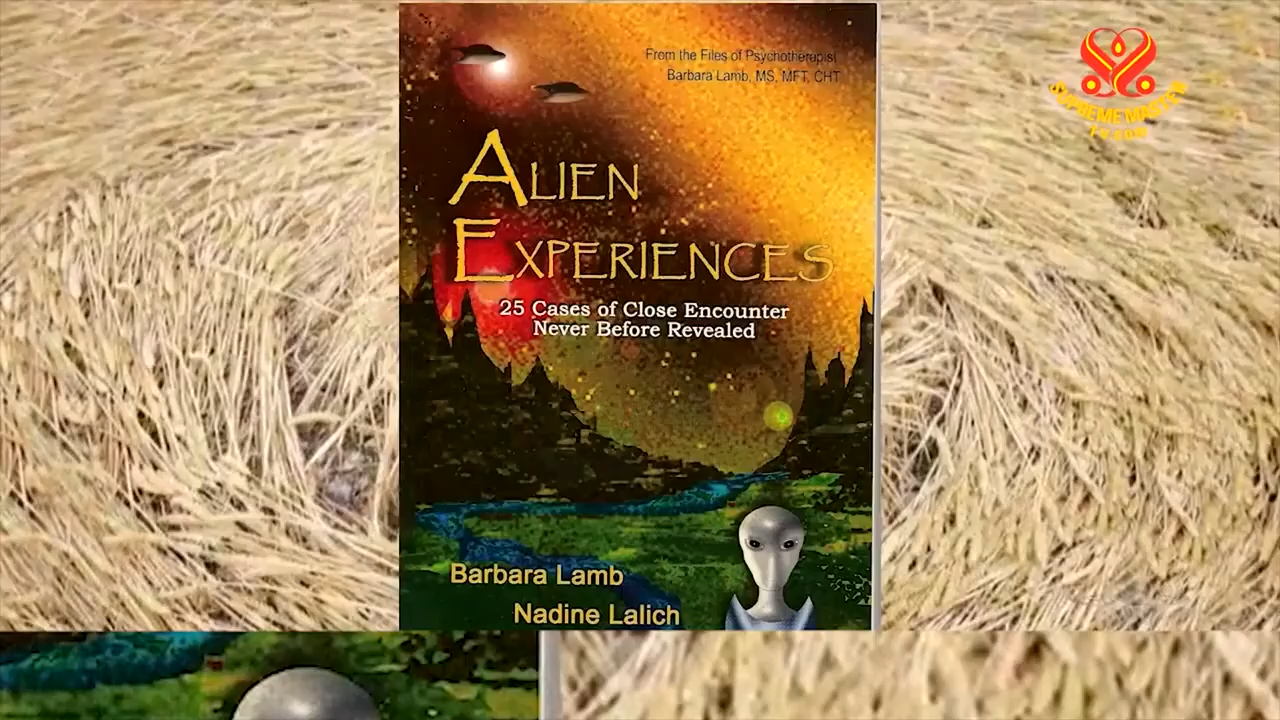 From the Files of Psychotherapist
Barbara Lamb, MS, MFT, CHT
SUPREME MASTER
TV.COM
ALIEN
EXPERIENCES
25 Cases of Close Encounter
Never Before Revealed
Barbara Lamb
Nadine Lalich